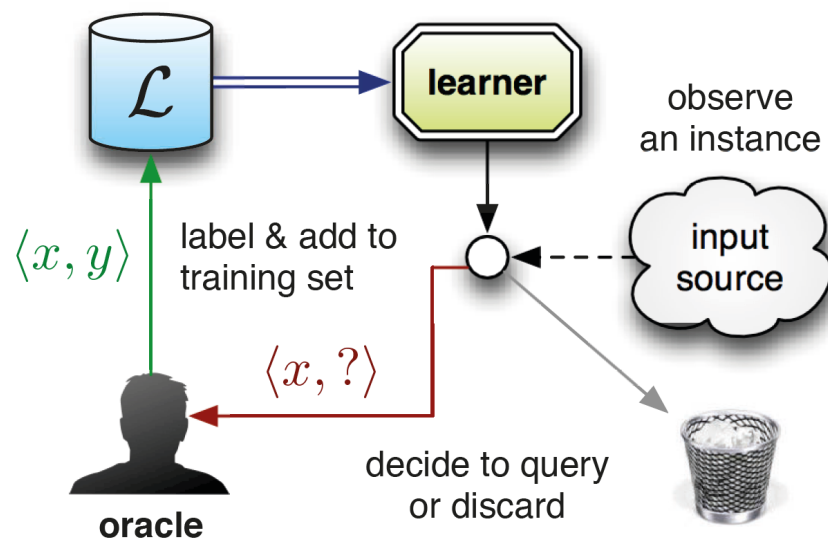 ℒ
learner
observe
an instance
⟨x, y⟩
label & add to
training set
input
source
⟨x, ?⟩
decide to query
or discard
oracle